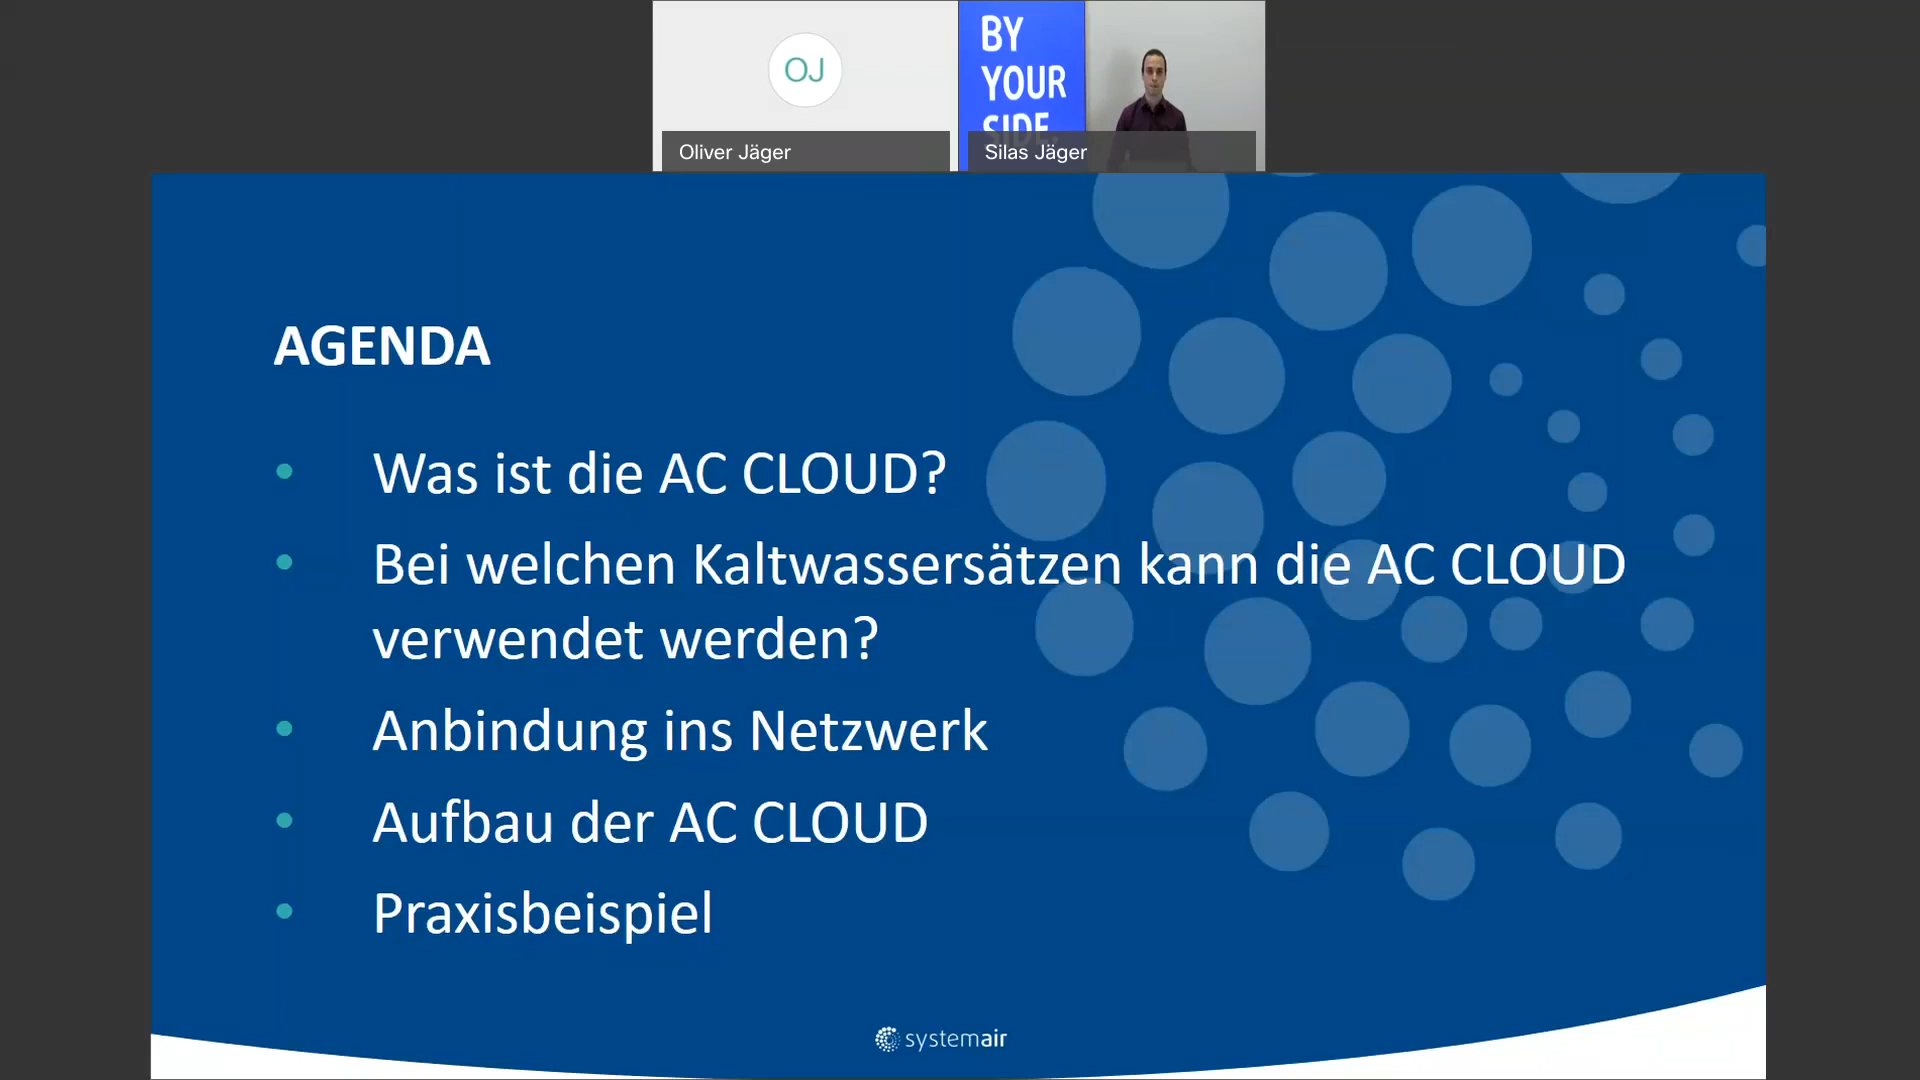 OJ
Oliver Jäger
BY
YOUR
SIDE.
Silas Jäger
AGENDA
Was ist die AC CLOUD?
Bei welchen Kaltwassersätzen kann die AC CLOUD
verwendet werden?
Anbindung ins Netzwerk
Aufbau der AC CLOUD
Praxisbeispiel
systemair